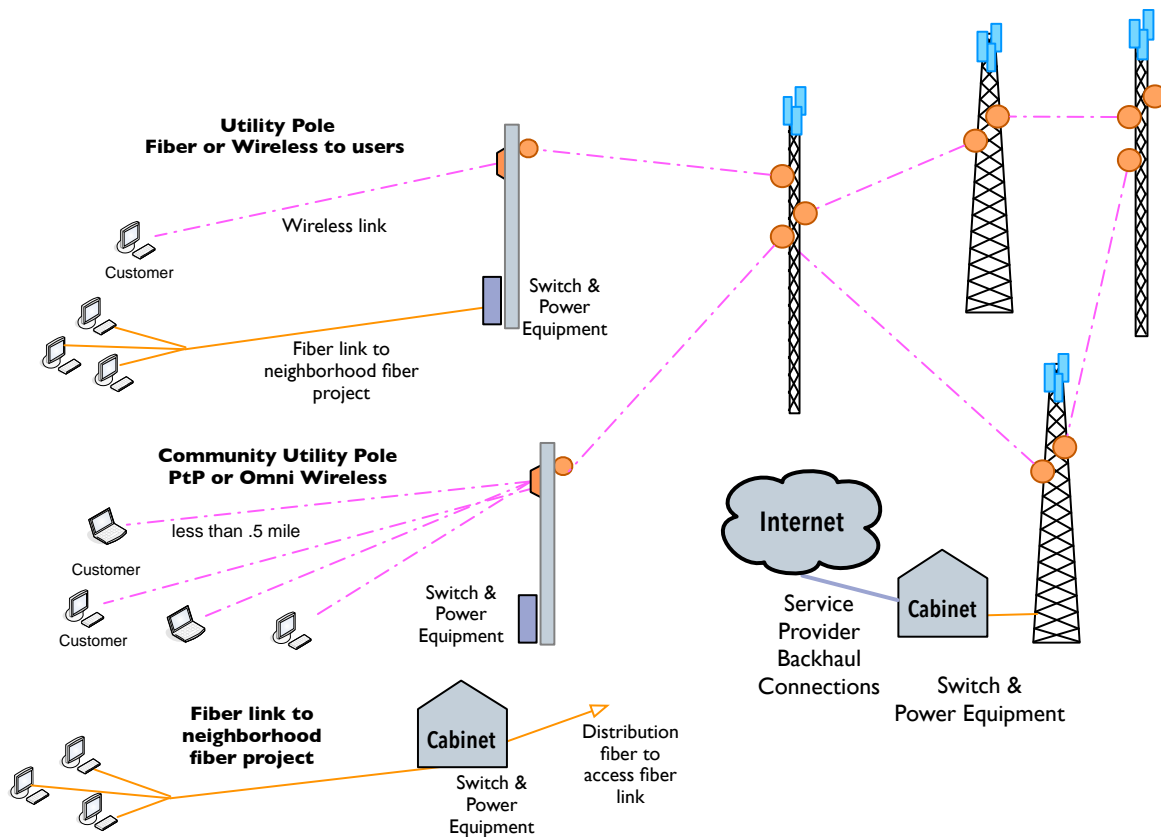 Utility Pole
Fiber or Wireless to users
Wireless link
Customer
Switch &
Power
Equipment
Fiber link to
neighborhood fiber
project
Community Utility Pole
PtP or Omni Wireless
less than .5 mile
Customer
Customer
Switch &
Power
Equipment
Internet
Cabinet
Service
Provider
Backhaul
Connections
Switch &
Power Equipment
Fiber link to
neighborhood
fiber project
Cabinet
Switch &
Power
Equipment
Distribution
fiber to
access fiber
link